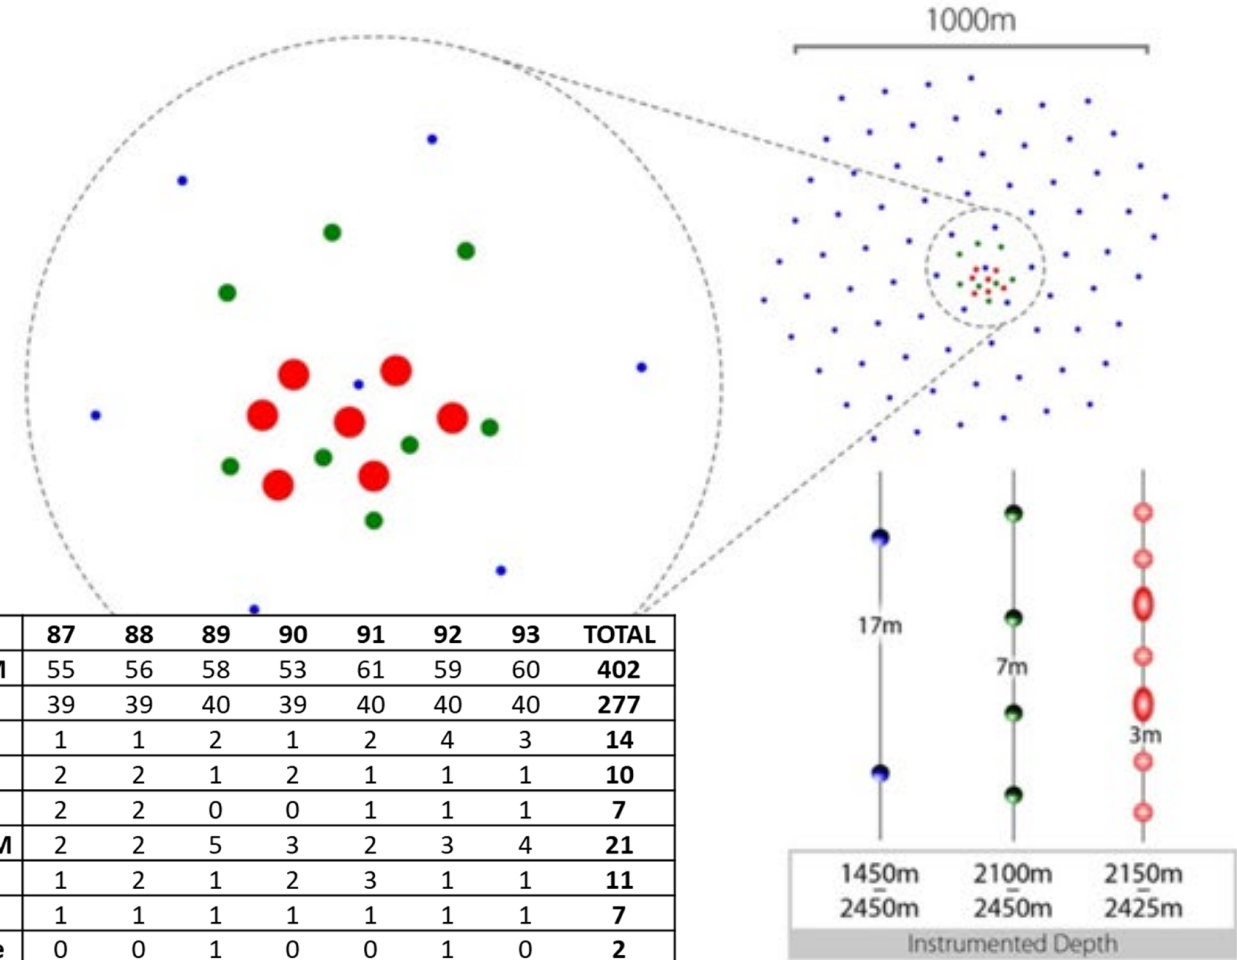 1000m
17m
7m
3m
1450m 2100m 2150m
– – –
2450m 2450m 2425m
Instrumented Depth
87 88 89 90 91 92 93 TOTAL
M 55 56 58 53 61 59 60 402
39 39 40 39 40 40 40 277
1 1 2 1 2 4 3 14
2 2 1 2 1 1 1 10
2 2 0 0 1 1 1 7
M 2 2 5 3 2 3 4 21
1 2 1 2 3 1 1 11
1 1 1 1 1 1 1 7
e 0 0 1 0 0 1 0 2